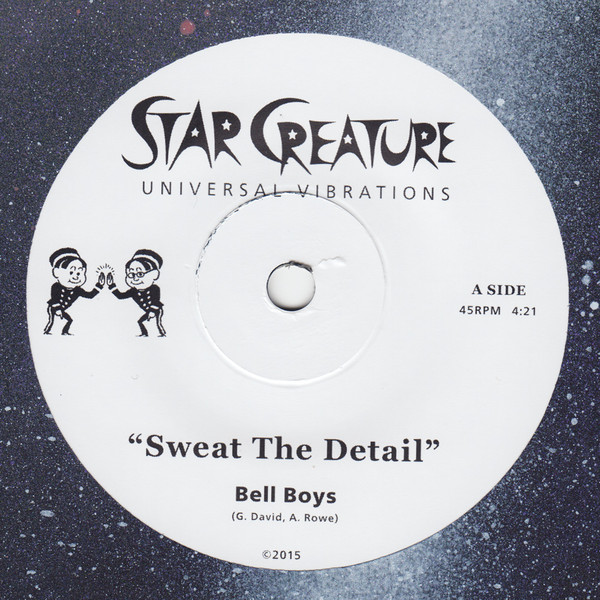 STAR CREATURE
UNIVERSAL VIBRATIONS
A SIDE
45RPM 4:21
“Sweat The Detail”
Bell Boys
(G. David, A. Rowe)
©2015